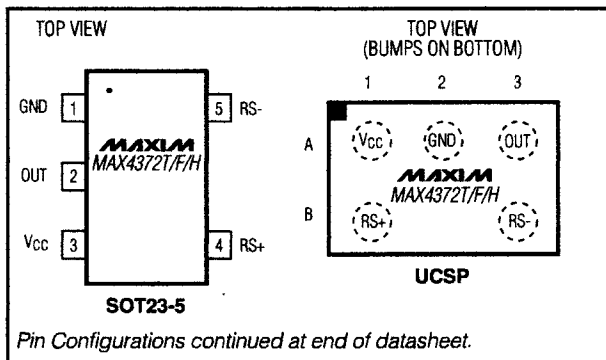 TOP VIEW
GND 1
5 RS-
MAXIM
MAX4372T/F/H
OUT 2
VCC 3
4 RS+
SOT23-5
TOP VIEW
(BUMPS ON BOTTOM)
1 2 3
A
VCC GND OUT
MAXIM
MAX4372T/F/H
B
RS+ RS-
UCSP
Pin Configurations continued at end of datasheet.